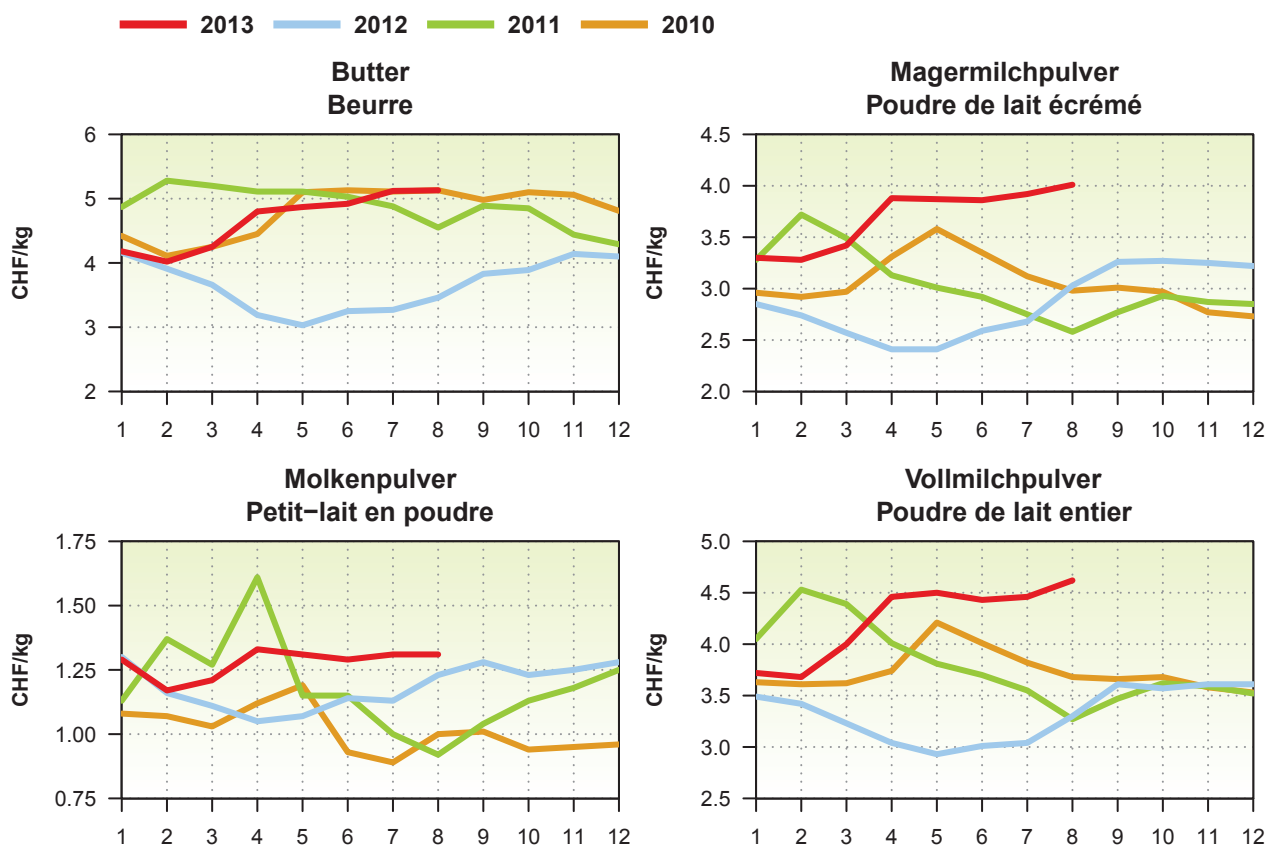 2013 2012 2011 2010
Butter
Beurre
CHF/kg
6
5
4
3
2
1 2 3 4 5 6 7 8 9 10 11 12
Magermilchpulver
Poudre de lait écrémé
CHF/kg
4.5
4.0
3.5
3.0
2.5
2.0
1 2 3 4 5 6 7 8 9 10 11 12
Molkenpulver
Petit−lait en poudre
CHF/kg
1.75
1.50
1.25
1.00
0.75
1 2 3 4 5 6 7 8 9 10 11 12
Vollmilchpulver
Poudre de lait entier
CHF/kg
5.0
4.5
4.0
3.5
3.0
2.5
1 2 3 4 5 6 7 8 9 10 11 12